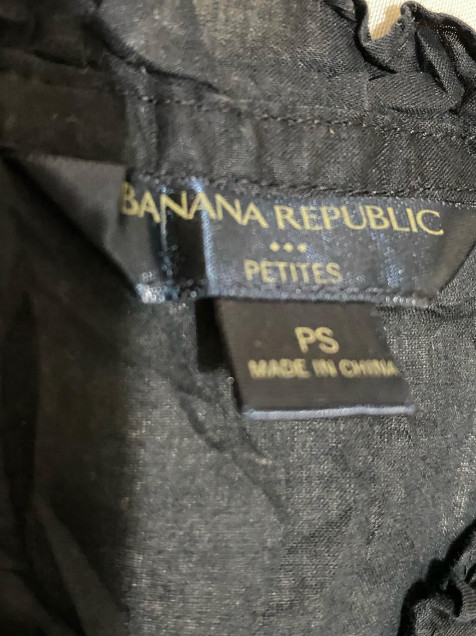 BANANA REPUBLIC
PETITES
PS
MADE IN CHINA